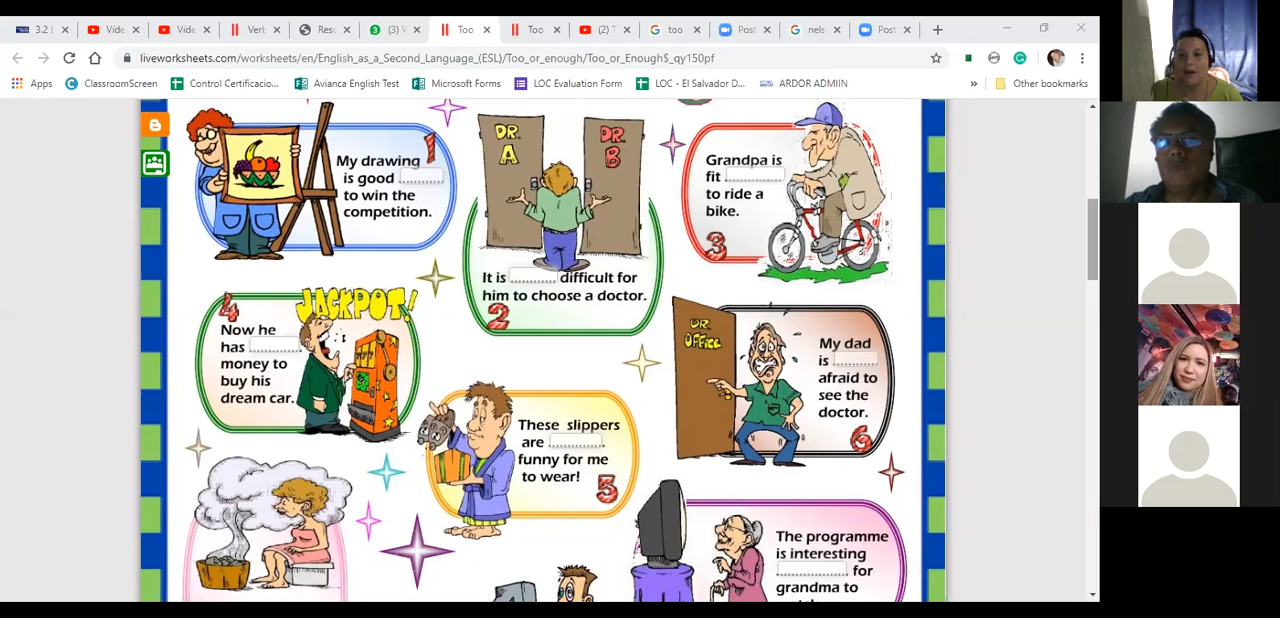 3.2 L
Víde
Víde
Verb
Reso
(3) V
Too
Too
(2) T
too
Post
nels
Post
liveworksheets.com/worksheets/en/English_as_a_Second_Language_(ESL)/Too_or_enough/Too_or_Enough$_qy150pf
Apps
ClassroomScreen
Control Certificacio...
Avianca English Test
Microsoft Forms
LOC Evaluation Form
LOC - El Salvador D...
ARDOR ADMIIN
»
Other bookmarks
1
My drawing
is good
to win the
competition.
DR.
A
DR.
B
It is difficult for
him to choose a doctor.
2
Grandpa is
fit
to ride a
bike.
3
4
JACKPOT!
Now he
has
money to
buy his
dream car.
These slippers
are
funny for me
to wear!
5
DR.
OFFICE
My dad
is
afraid to
see the
doctor.
6
The programme
is interesting
for
grandma to